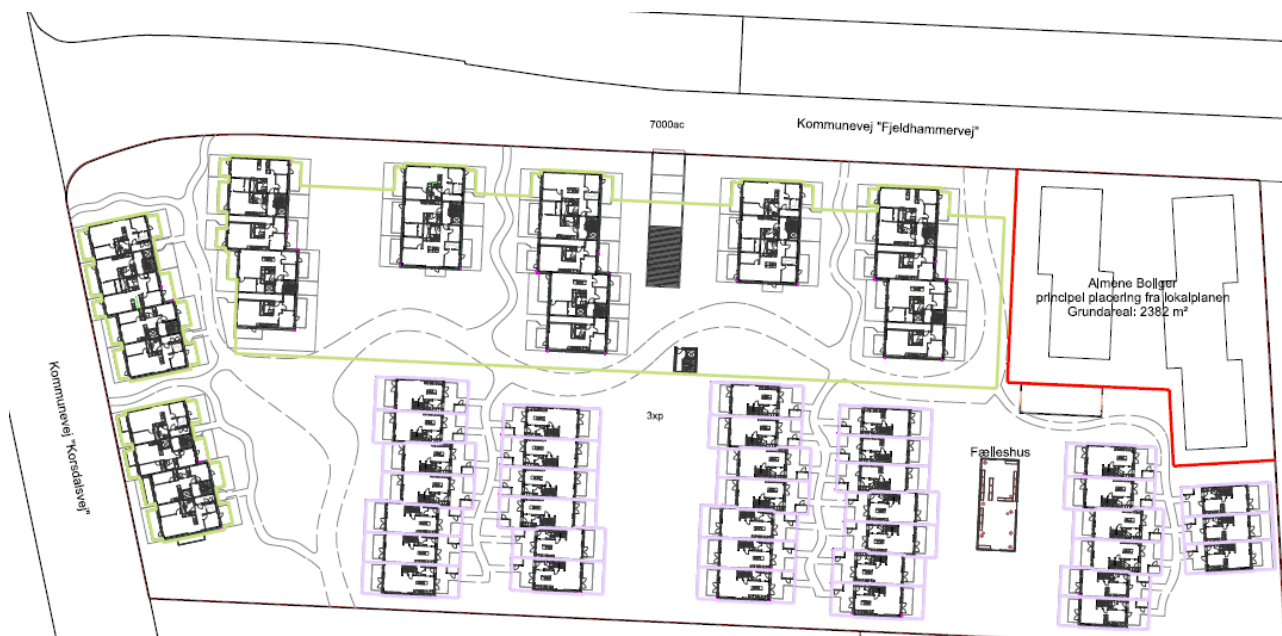 7000ac
Kommunevej "Fjeldhammervej"
Almene Boliger
principel placering fra lokalplanen
Grundareal: 2382 m²
Kommunevej "Korsdalsvej"
3xp
Fælleshus